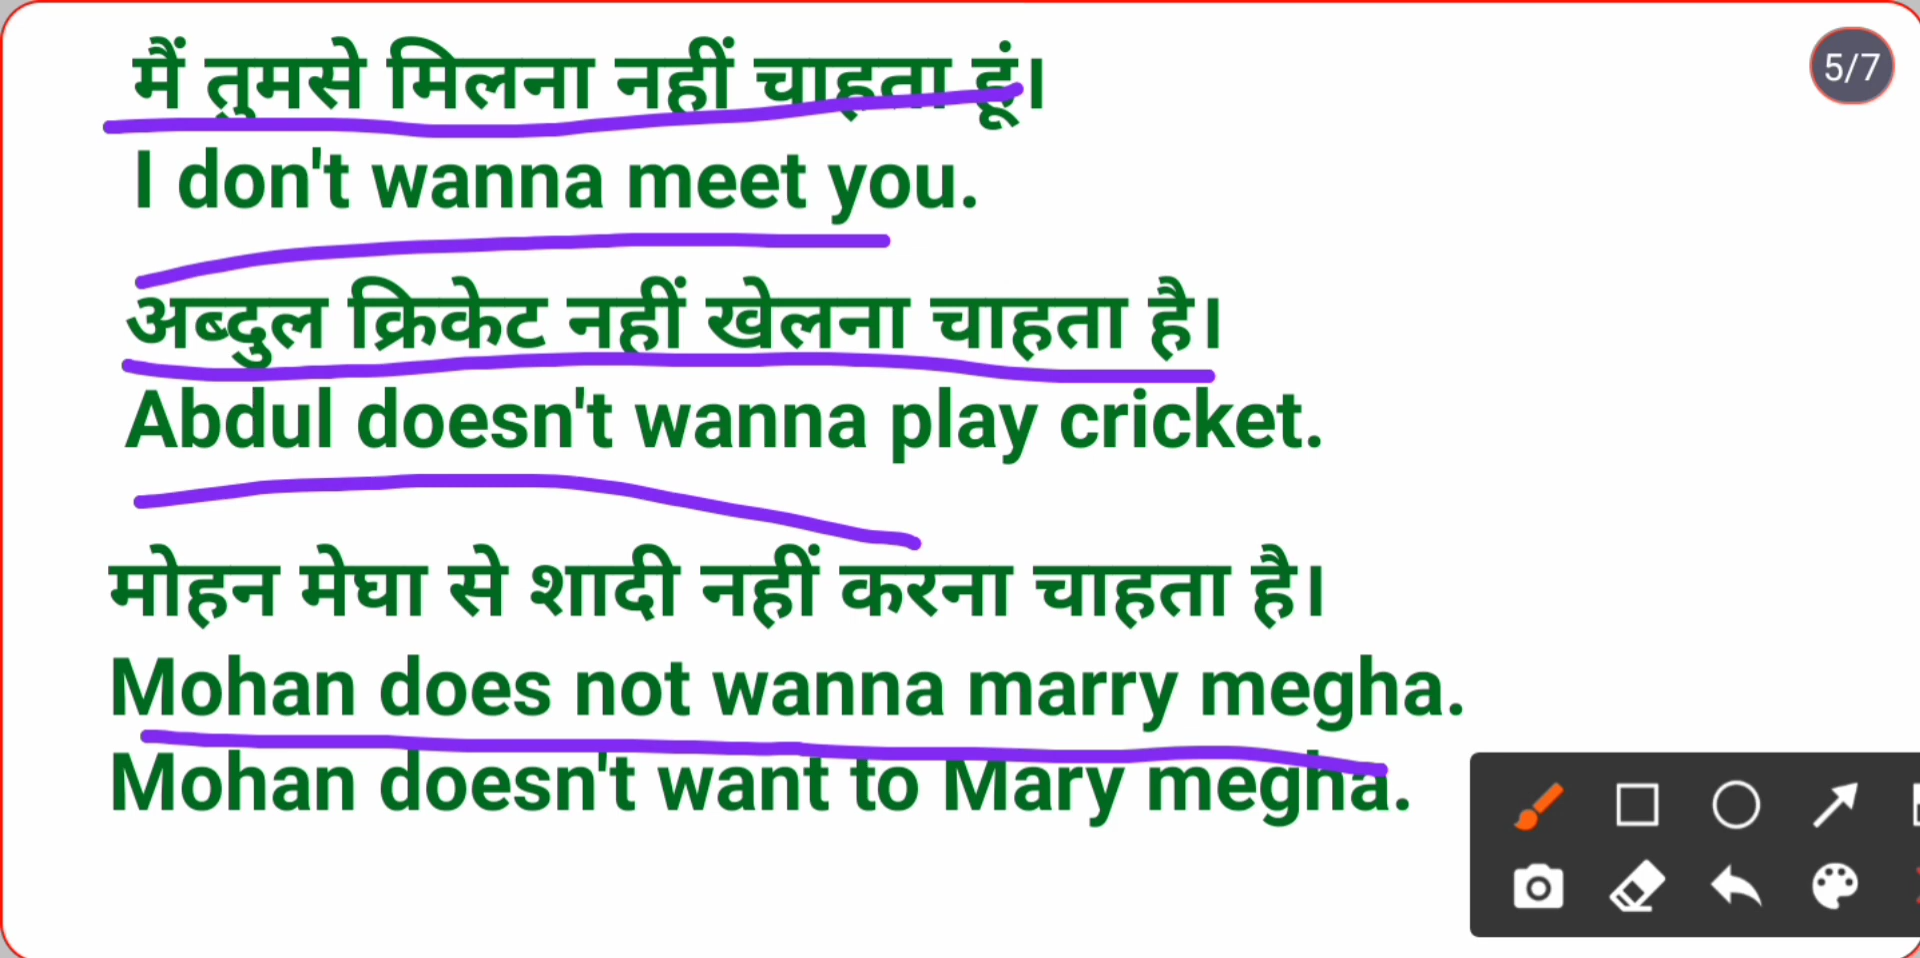 मैं तुमसे मिलना नहीं चाहता हूं।
5/7
I don't wanna meet you.
अब्दुल क्रिकेट नहीं खेलना चाहता है।
Abdul doesn't wanna play cricket.
मोहन मेघा से शादी नहीं करना चाहता है।
Mohan does not wanna marry megha.
Mohan doesn't want to Mary megha.